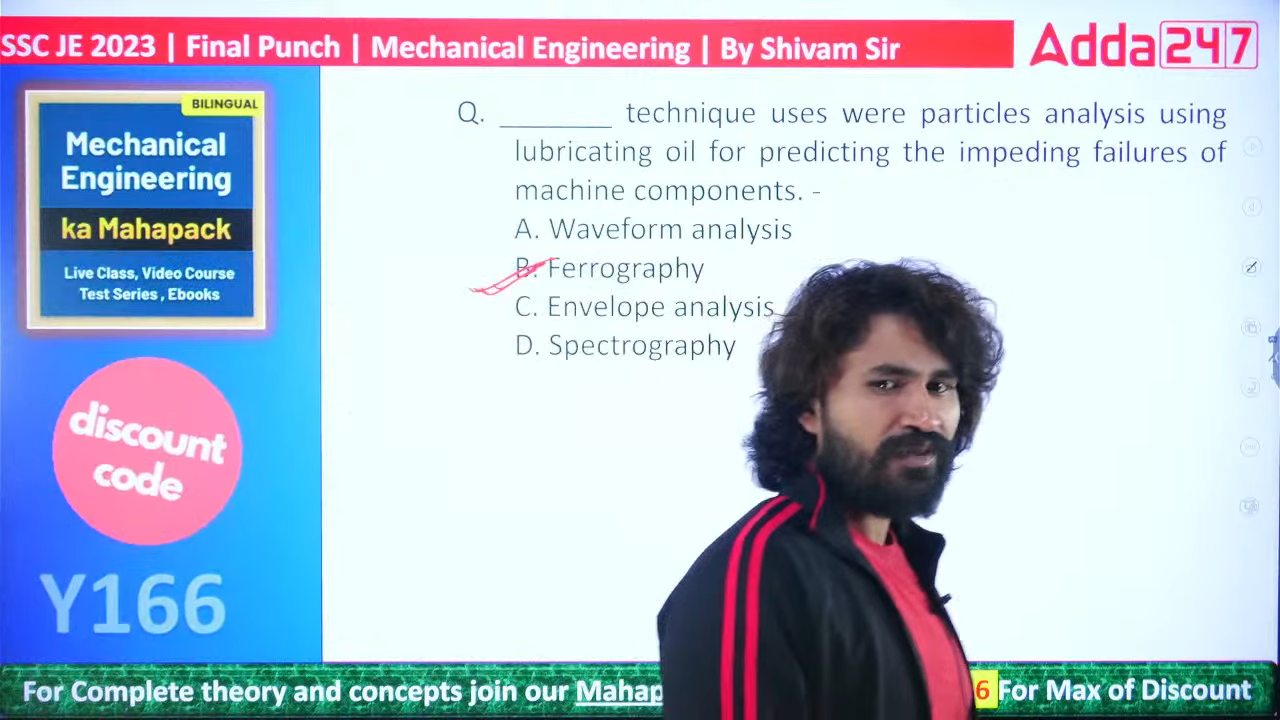 SSC JE 2023 | Final Punch | Mechanical Engineering | By Shivam Sir
Adda247
BILINGUAL
Mechanical
Engineering
ka Mahapack
Live Class, Video Course
Test Series , Ebooks
discount
code
Y166
Q. ________ technique uses were particles analysis using
lubricating oil for predicting the impeding failures of
machine components. -
A. Waveform analysis
B. Ferrography
C. Envelope analysis
D. Spectrography
For Complete theory and concepts join our Mahap
6 For Max of Discount